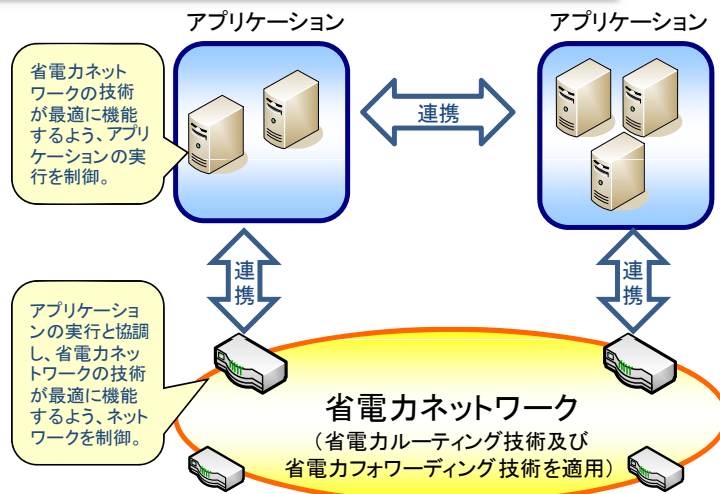 アプリケーション
アプリケーション
省電力ネット
ワークの技術
が最適に機能
するよう、アプリ
ケーションの実
行を制御。
連携
連携
連携
アプリケーショ
ンの実行と協調
し、省電力ネッ
トワークの技術
が最適に機能
するよう、ネット
ワークを制御。
省電力ネットワーク
（省電力ルーティング技術及び
省電力フォワーディング技術を適用）